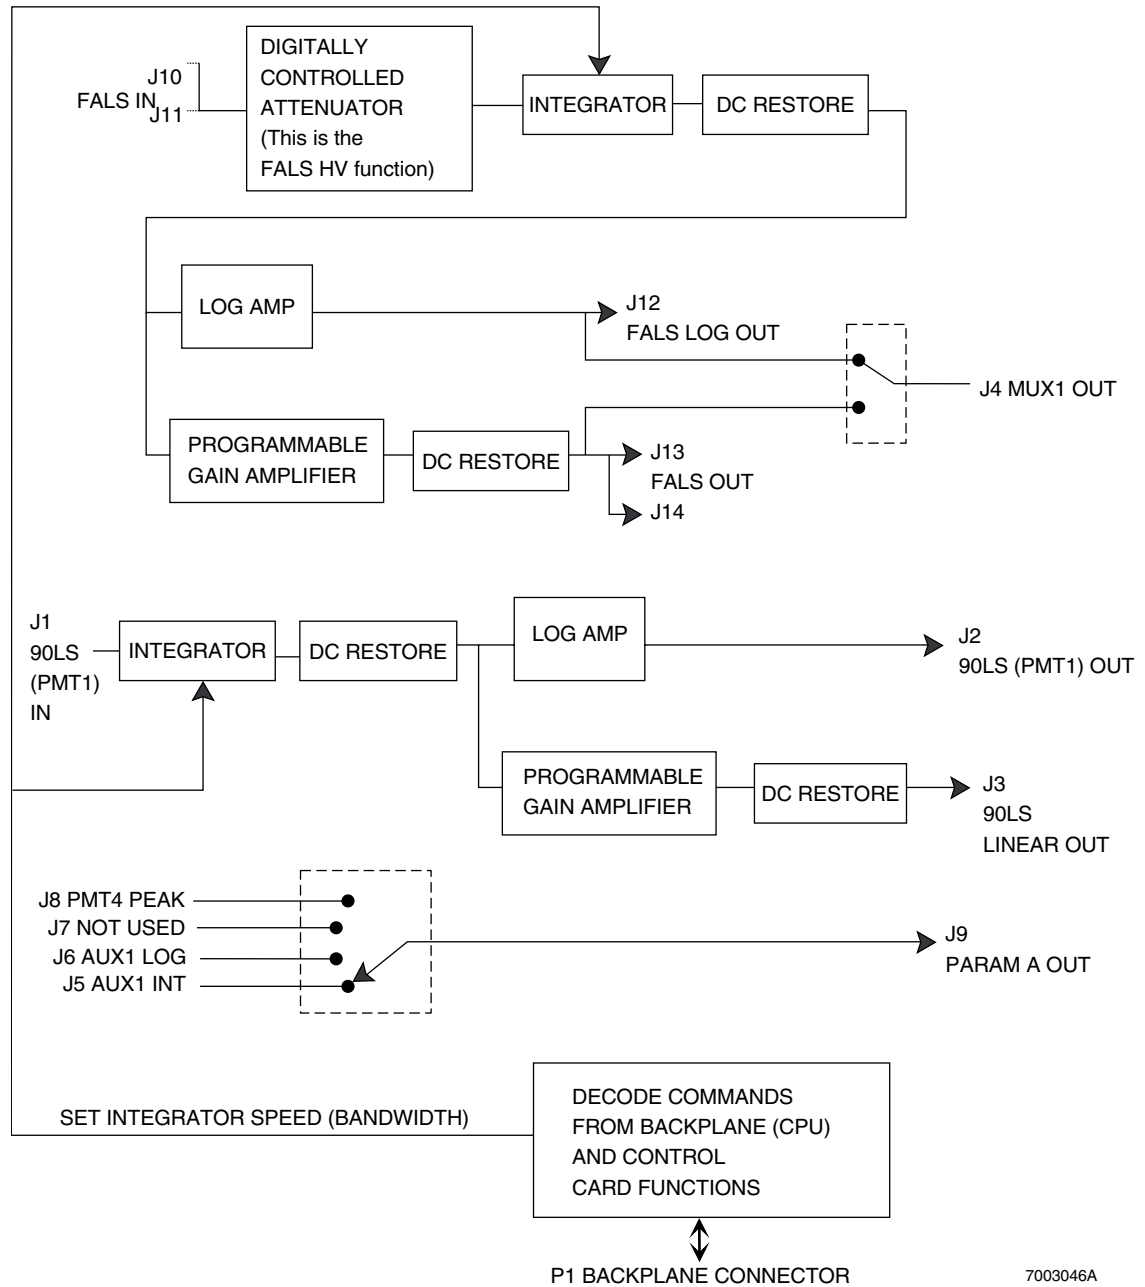 DIGITALLY
CONTROLLED
ATTENUATOR
(This is the
FALS HV function)
J10
FALS IN
J11
INTEGRATOR
DC RESTORE
LOG AMP
J12
FALS LOG OUT
J4 MUX1 OUT
PROGRAMMABLE
GAIN AMPLIFIER
DC RESTORE
J13
FALS OUT
J14
J1
90LS
(PMT1)
IN
INTEGRATOR
DC RESTORE
LOG AMP
J2
90LS (PMT1) OUT
PROGRAMMABLE
GAIN AMPLIFIER
DC RESTORE
J3
90LS
LINEAR OUT
J8 PMT4 PEAK
J7 NOT USED
J6 AUX1 LOG
J5 AUX1 INT
J9
PARAM A OUT
SET INTEGRATOR SPEED (BANDWIDTH)
DECODE COMMANDS
FROM BACKPLANE (CPU)
AND CONTROL
CARD FUNCTIONS
P1 BACKPLANE CONNECTOR
7003046A